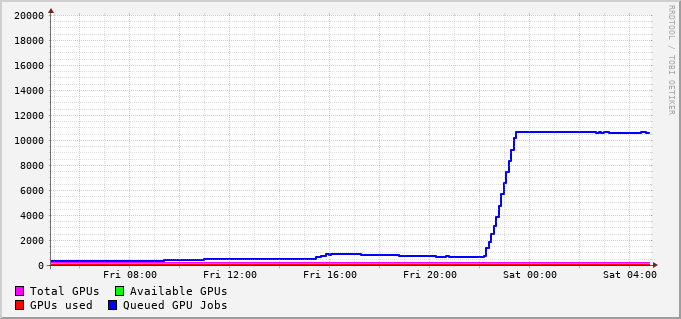 20000
18000
16000
14000
12000
10000
8000
6000
4000
2000
0
Fri 08:00 Fri 12:00 Fri 16:00 Fri 20:00 Sat 00:00 Sat 04:00
Total GPUs Available GPUs
GPUs used Queued GPU Jobs
RRDTOOL / TOBI OETIKER